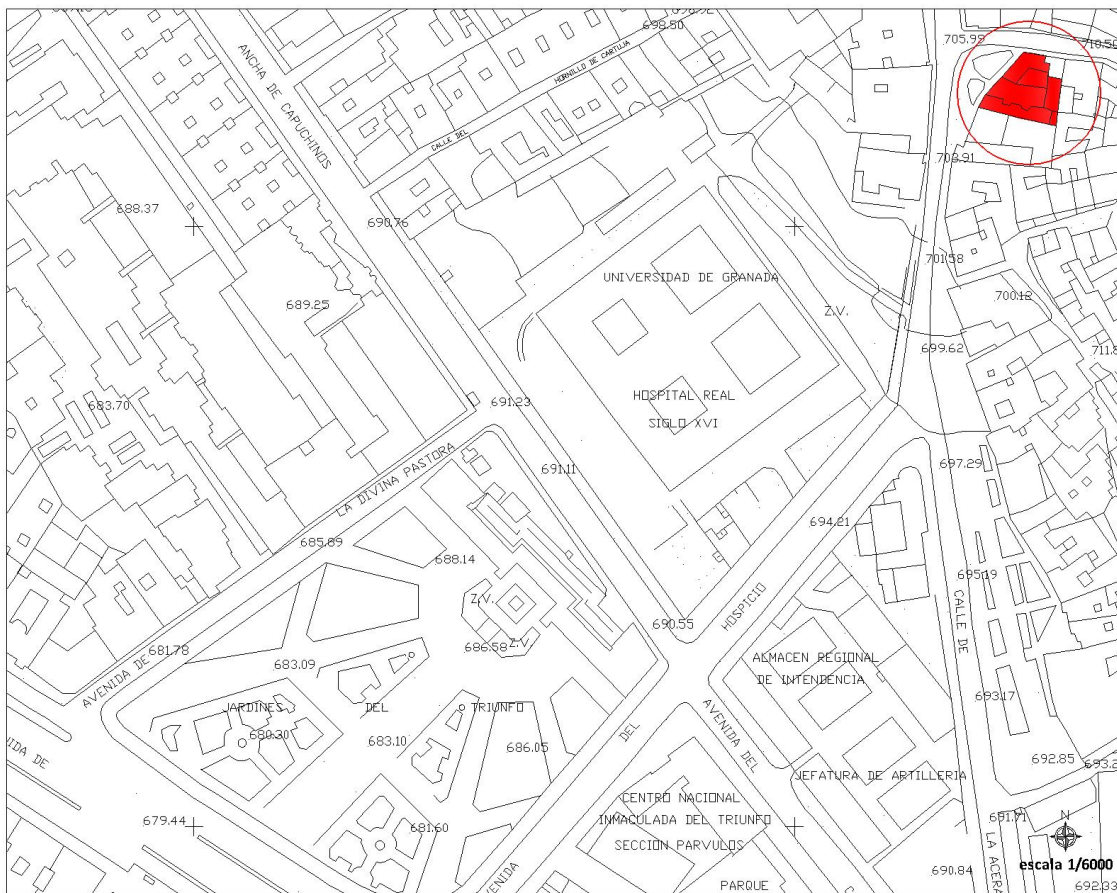 698.50
705.99
ANCHA DE CAPUCHINOS
HORNILLO DE CARTUJA
CALLE DEL
703.91
688.37
690.76
701.58
UNIVERSIDAD DE GRANADA
689.25
700.12
Z.V.
699.62
683.70
691.23
HOSPITAL REAL
SIGLO XVI
691.11
697.29
LA DIVINA PASTORA
694.21
685.89
688.14
695.19
Z.V.
HOSPICIO
CALLE DE
690.55
686.58
Z.V.
681.78
683.09
ALMACEN REGIONAL
DE INTENDENCIA
AVENIDA DE
693.17
JARDINES DEL TRIUNFO
680.30
683.10
686.05
DEL
AVENIDA DEL
692.85
JEFATURA DE ARTILLERIA
CENTRO NACIONAL
INMACULADA DEL TRIUNFO
SECCION PARVULOS
679.44
681.60
691.71
N
LA ACERA
escala 1/6000
690.84
AVENIDA
PARQUE